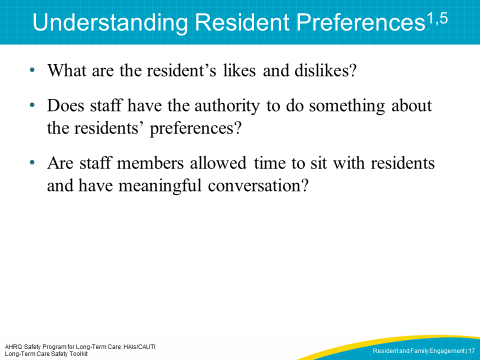 Understanding Resident Preferences1,5
• What are the resident's likes and dislikes?
• Does staff have the authority to do something about
the residents' preferences?
• Are staff members allowed time to sit with residents
and have meaningful conversation?
AHRQ Safety Program for Long-Term Care: HAIs/CAUTI
Long-Term Care Safety Toolkit
Resident and Family Engagement | 17